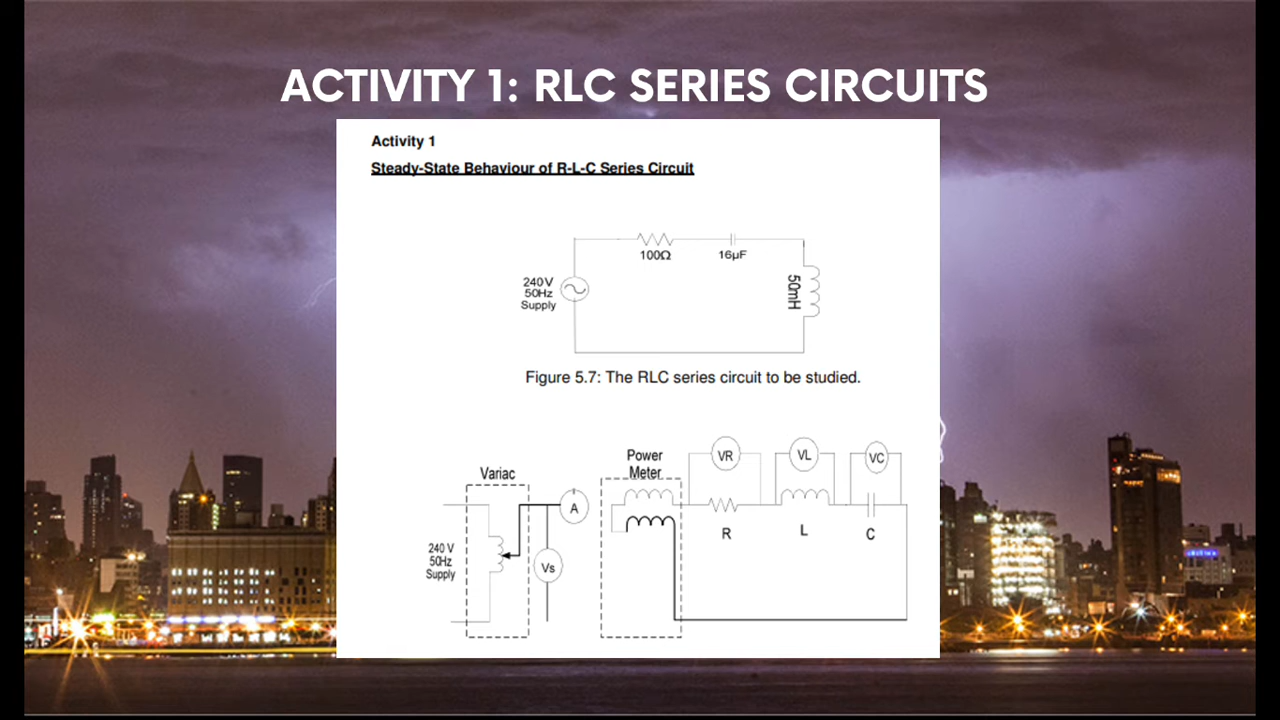 ACTIVITY 1: RLC SERIES CIRCUITS
Activity 1
Steady-State Behaviour of R-L-C Series Circuit
100Ω
16µF
240V
50Hz
Supply
50mH
Figure 5.7: The RLC series circuit to be studied.
Variac
Power
Meter
VR
VL
VC
A
R
L
C
240 V
50Hz
Supply
Vs